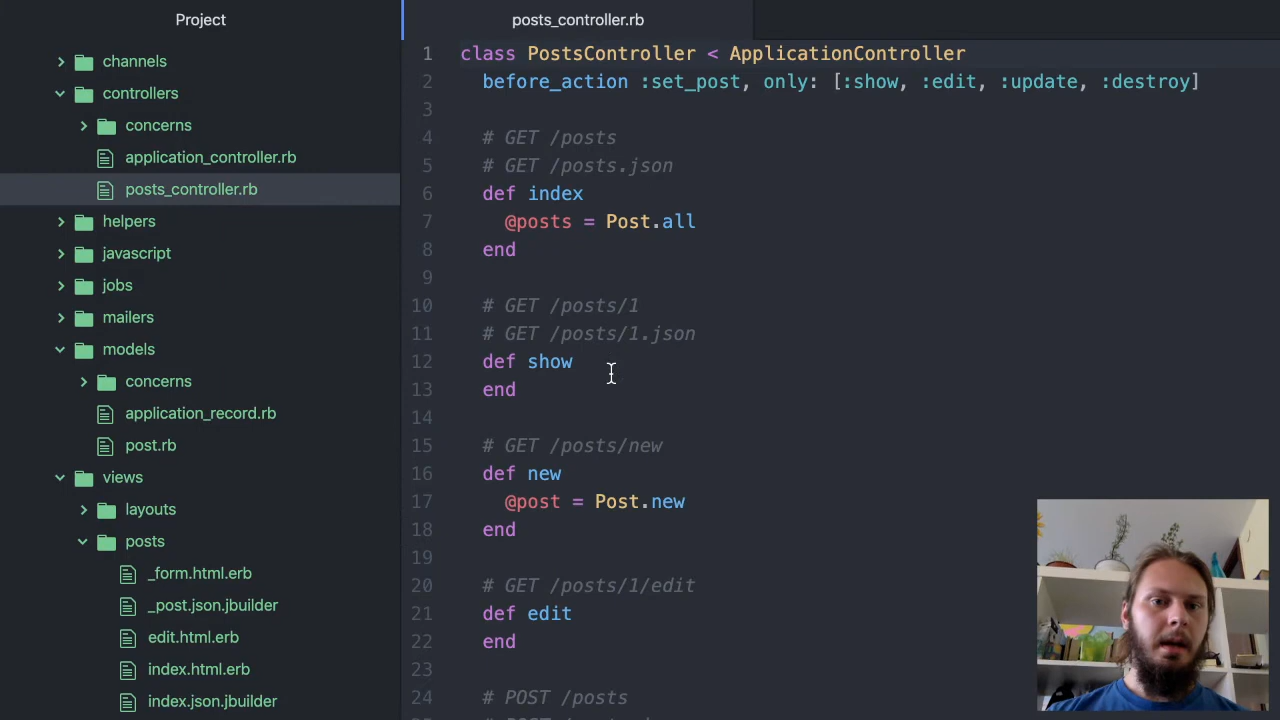 Project
channels
controllers
concerns
application_controller.rb
posts_controller.rb
helpers
javascript
jobs
mailers
models
concerns
application_record.rb
post.rb
views
layouts
posts
_form.html.erb
_post.json.jbuilder
edit.html.erb
index.html.erb
index.json.jbuilder
posts_controller.rb
1 class PostsController < ApplicationController
2 before_action :set_post, only: [:show, :edit, :update, :destroy]
3
4 # GET /posts
5 # GET /posts.json
6 def index
7 @posts = Post.all
8 end
9
10 # GET /posts/1
11 # GET /posts/1.json
12 def show
13 end
14
15 # GET /posts/new
16 def new
17 @post = Post.new
18 end
19
20 # GET /posts/1/edit
21 def edit
22 end
23
24 # POST /posts